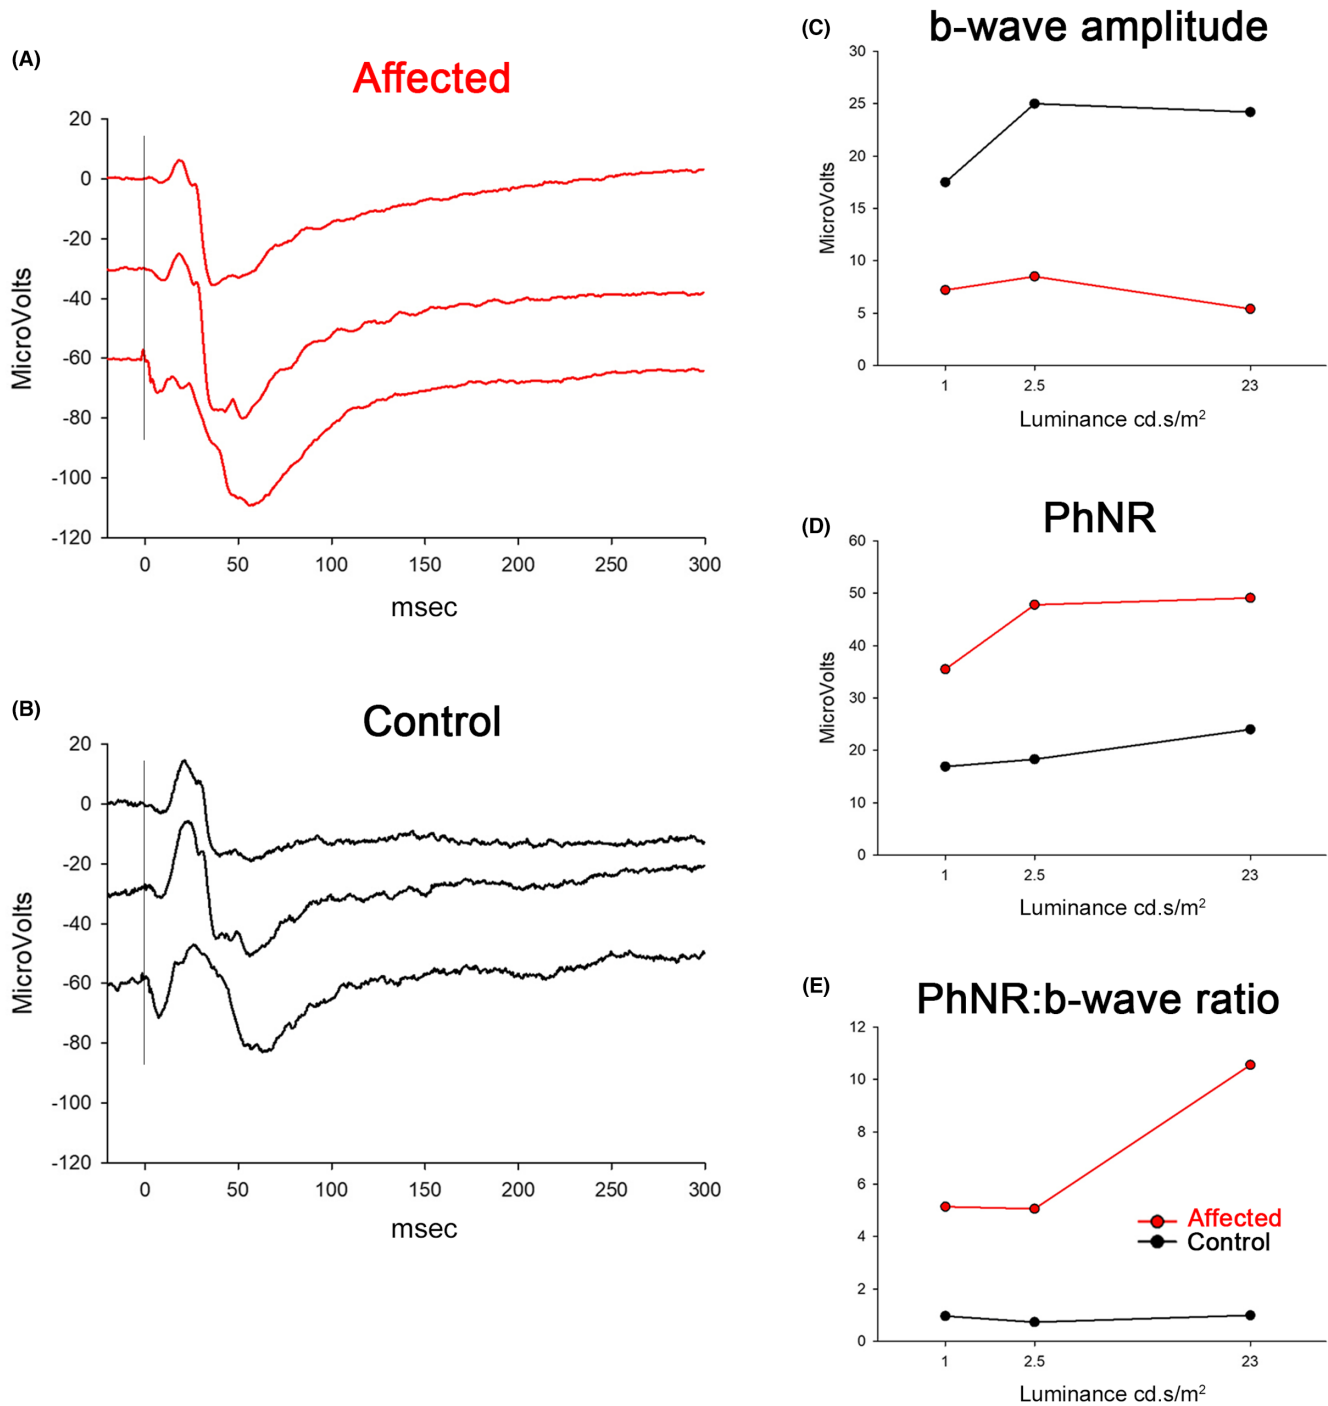 (A)
Affected
20
0
-20
-40
-60
-80
-100
-120
MicroVolts
0 50 100 150 200 250 300
msec
(B)
Control
20
0
-20
-40
-60
-80
-100
-120
MicroVolts
0 50 100 150 200 250 300
msec
(C)
b-wave amplitude
30
25
20
15
10
5
0
MicroVolts
1 2.5 23
Luminance cd.s/m²
(D)
PhNR
60
50
40
30
20
10
0
MicroVolts
1 2.5 23
Luminance cd.s/m²
(E)
PhNR:b-wave ratio
12
10
8
6
4
2
0
Affected
Control
1 2.5 23
Luminance cd.s/m²